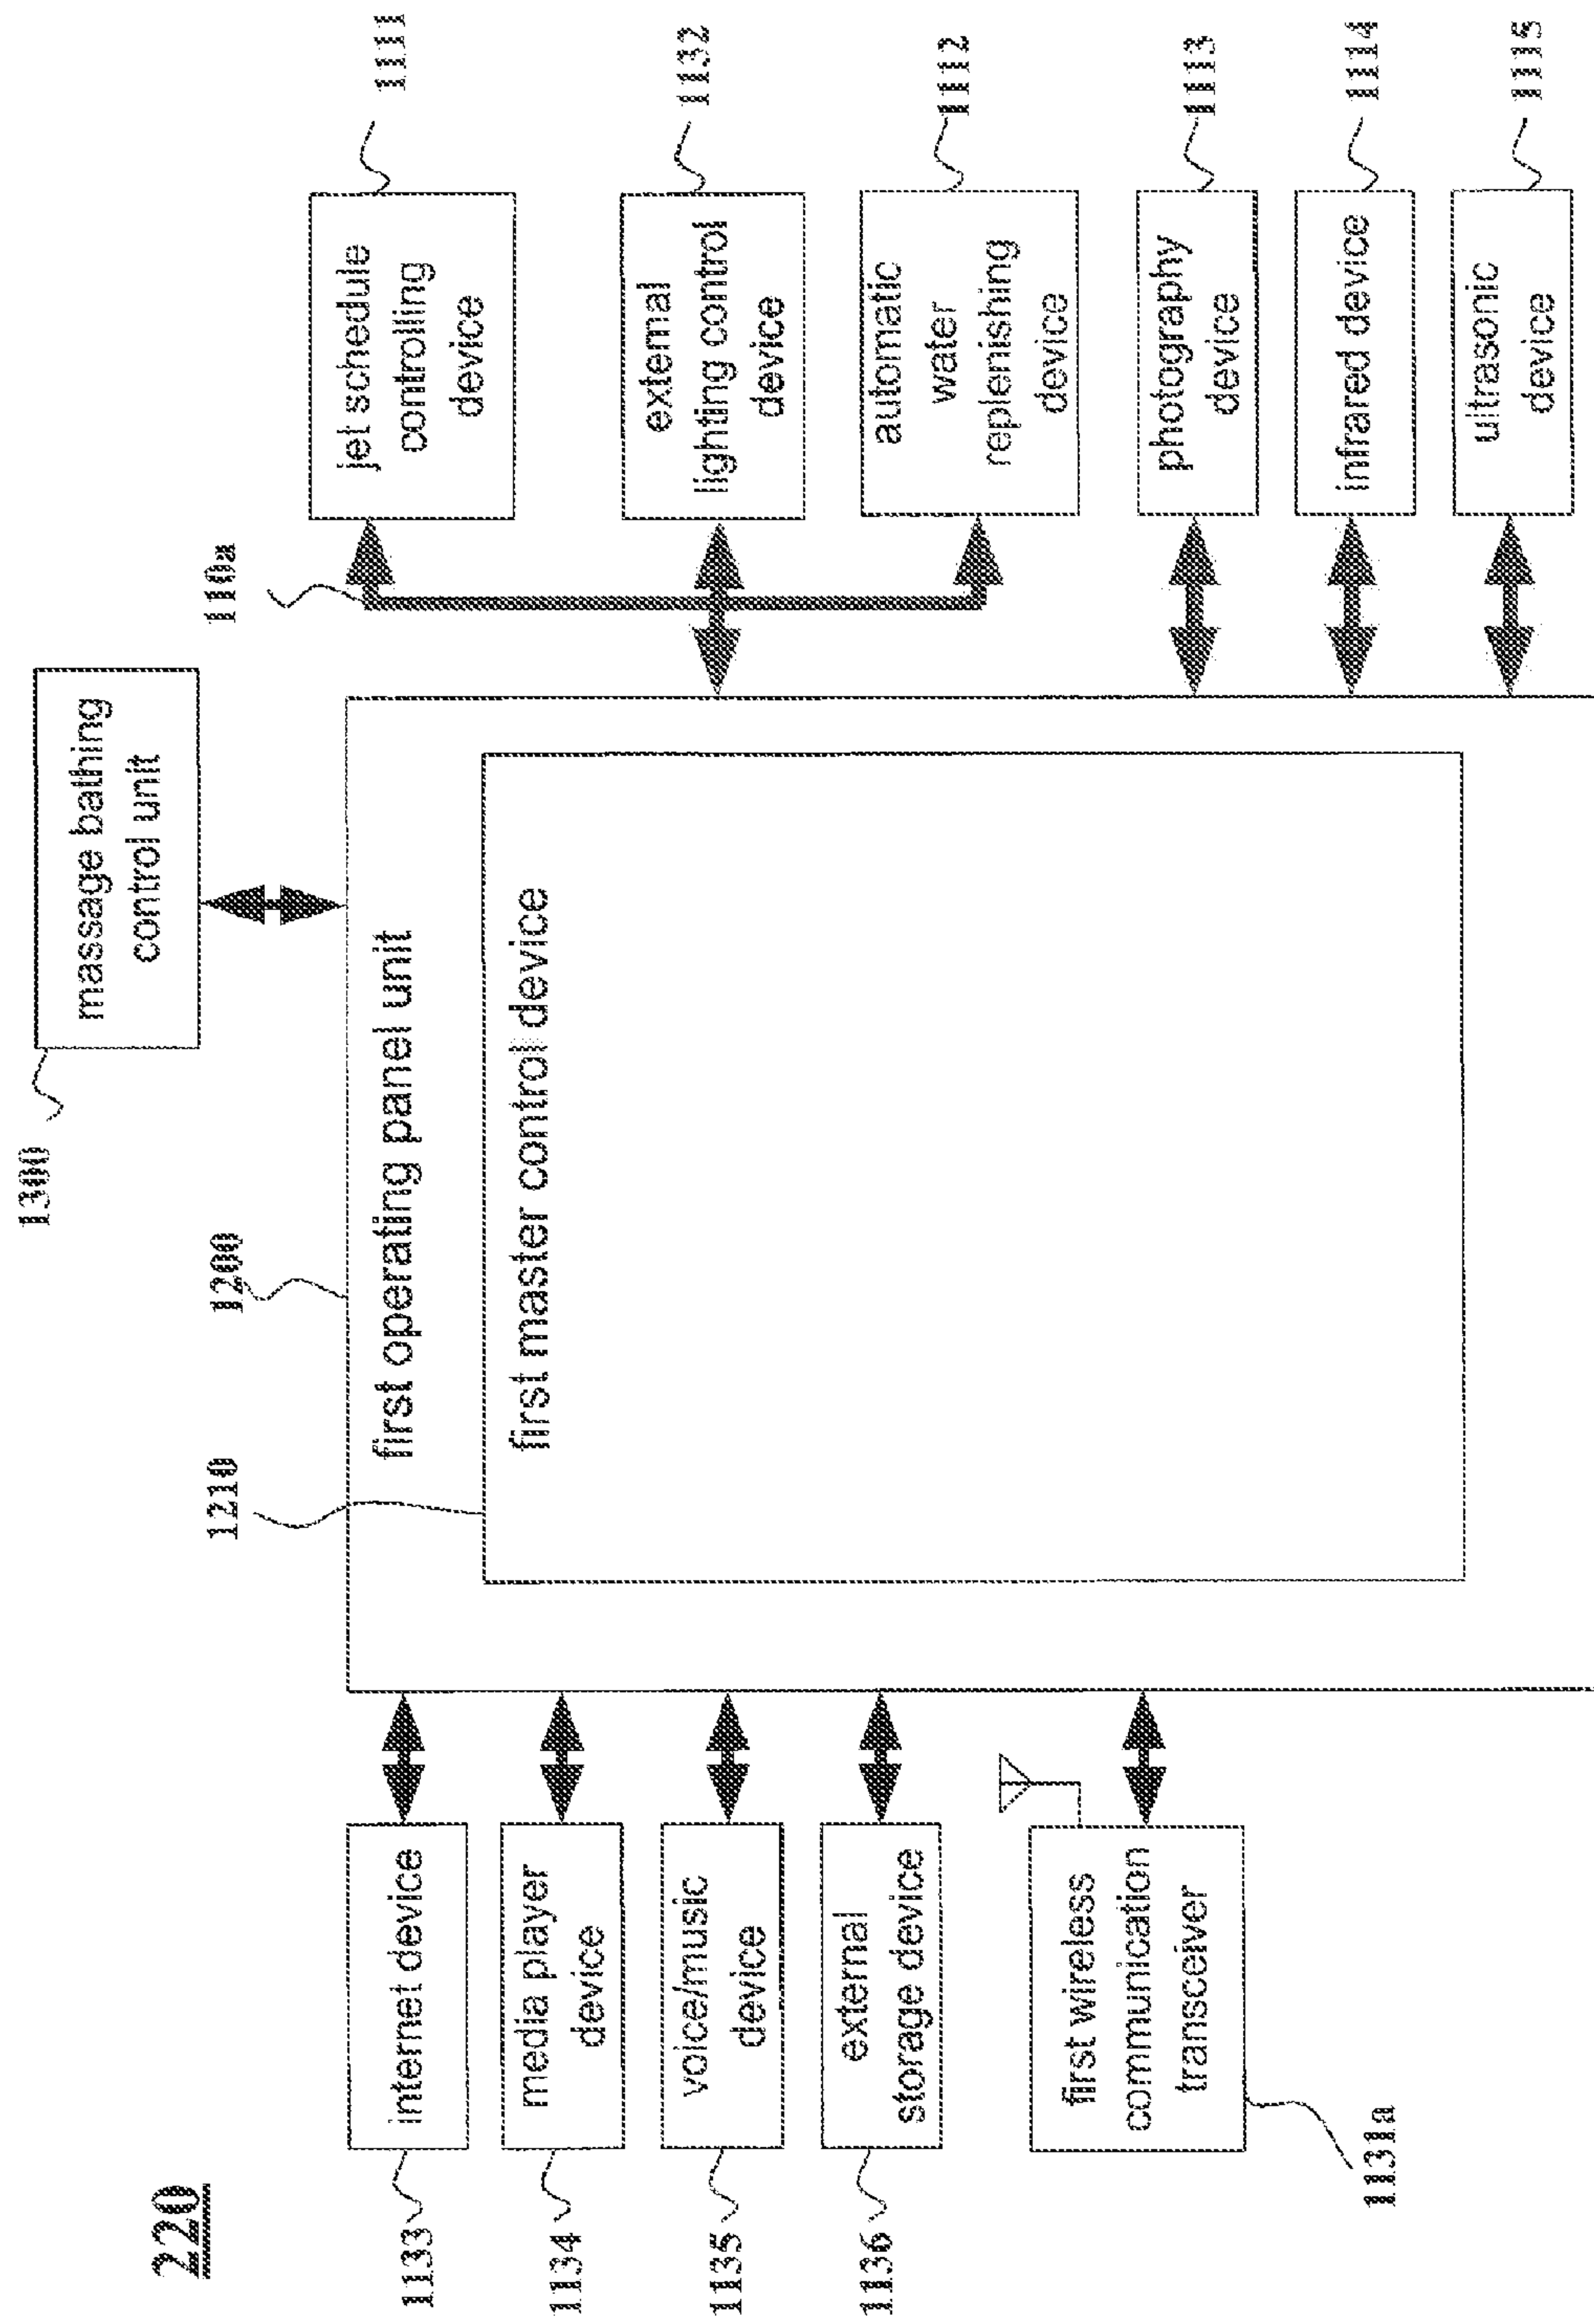 220
1300
massage bathing
control unit
1200
first operating panel unit
1210
first master control device
110a
1133
internet device
1134
media player
device
1135
voice/music
device
1136
external
storage device
first wireless
communication
transceiver
1131a
jet schedule
controlling
device
1111
external
lighting control
device
1132
automatic
water
replenishing
device
1112
photography
device
1113
infrared device
1114
ultrasonic
device
1115